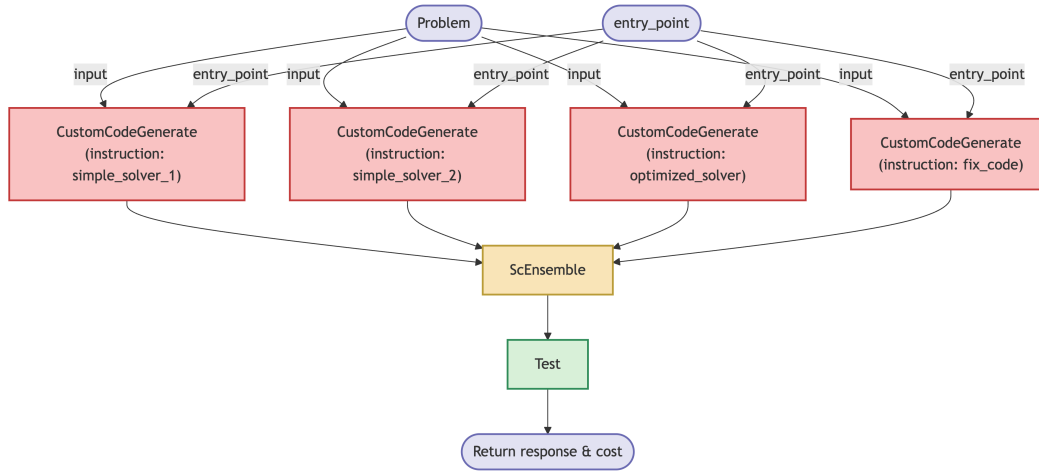 Problem
entry_point
input
entry_point
input
entry_point
input
entry_point
input
entry_point
CustomCodeGenerate
(instruction:
simple_solver_1)
CustomCodeGenerate
(instruction:
simple_solver_2)
CustomCodeGenerate
(instruction:
optimized_solver)
CustomCodeGenerate
(instruction: fix_code)
ScEnsemble
Test
Return response & cost